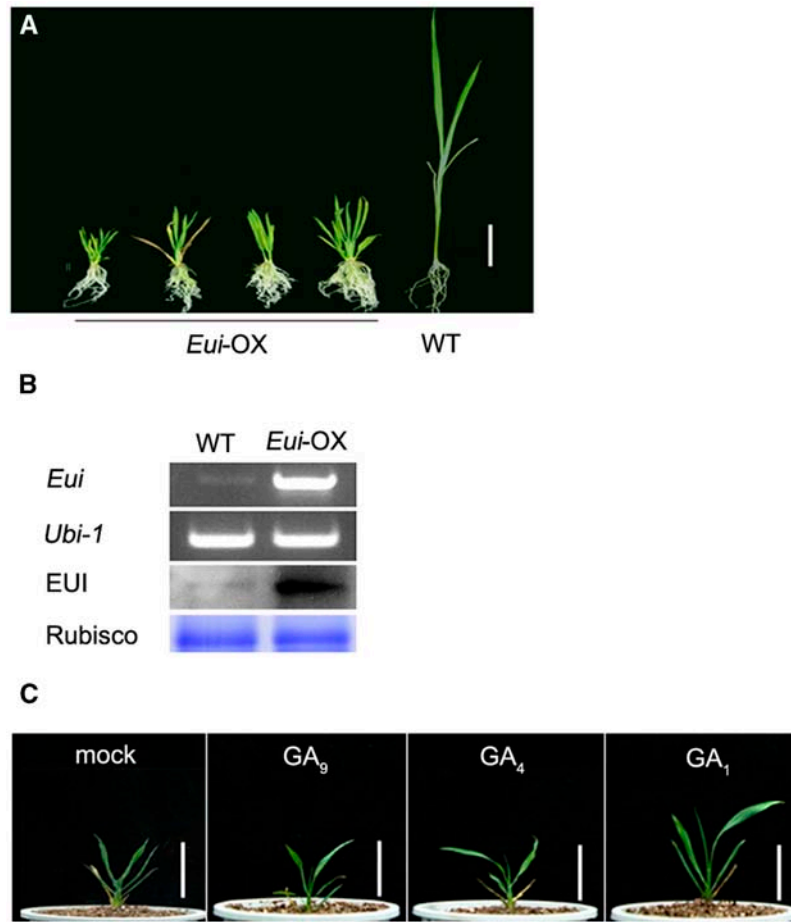 A
Eui-OX WT
B
WT Eui-OX
Eui
Ubi-1
EUI
Rubisco
C
mock GA₉ GA₄ GA₁